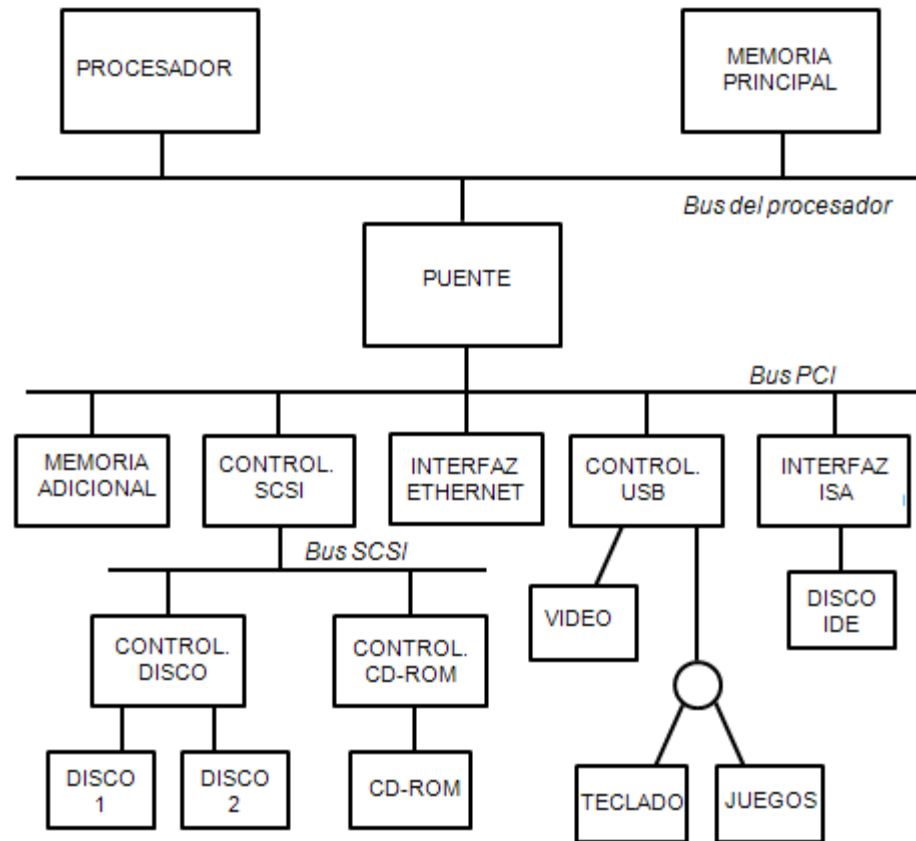 PROCESADOR
MEMORIA
PRINCIPAL
Bus del procesador
PUENTE
Bus PCI
MEMORIA
ADICIONAL
CONTROL.
SCSI
INTERFAZ
ETHERNET
CONTROL.
USB
INTERFAZ
ISA
Bus SCSI
VIDEO
DISCO
IDE
CONTROL.
DISCO
CONTROL.
CD-ROM
DISCO
1
DISCO
2
CD-ROM
TECLADO
JUEGOS